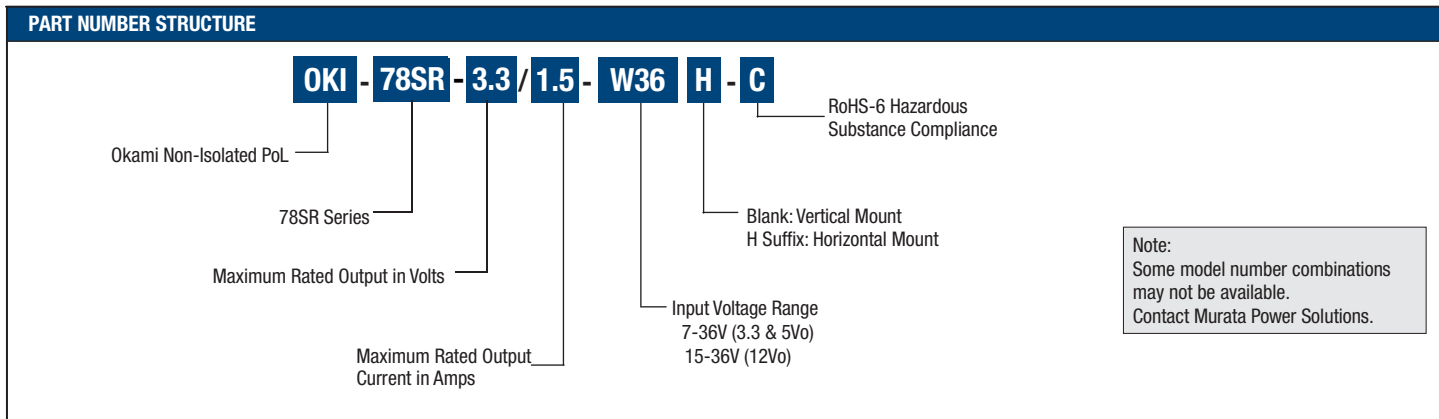 PART NUMBER STRUCTURE
OKI - 78SR - 3.3 / 1.5 - W36 H - C
RoHS-6 Hazardous
Substance Compliance
Okami Non-Isolated PoL
78SR Series
Blank: Vertical Mount
H Suffix: Horizontal Mount
Maximum Rated Output in Volts
Input Voltage Range
7-36V (3.3 & 5Vo)
15-36V (12Vo)
Maximum Rated Output
Current in Amps
Note:
Some model number combinations
may not be available.
Contact Murata Power Solutions.